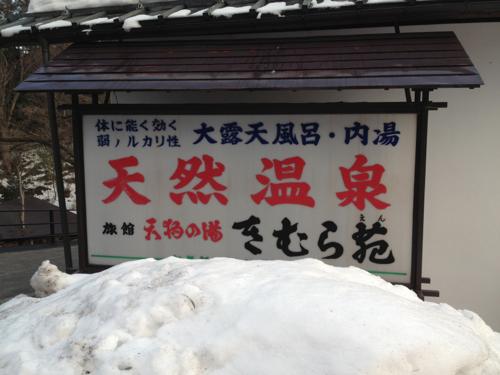 体に能く効く
弱ノルカリ性
大露天風呂・内湯
天然温泉
旅館 天狗の湯 きむら苑
えん